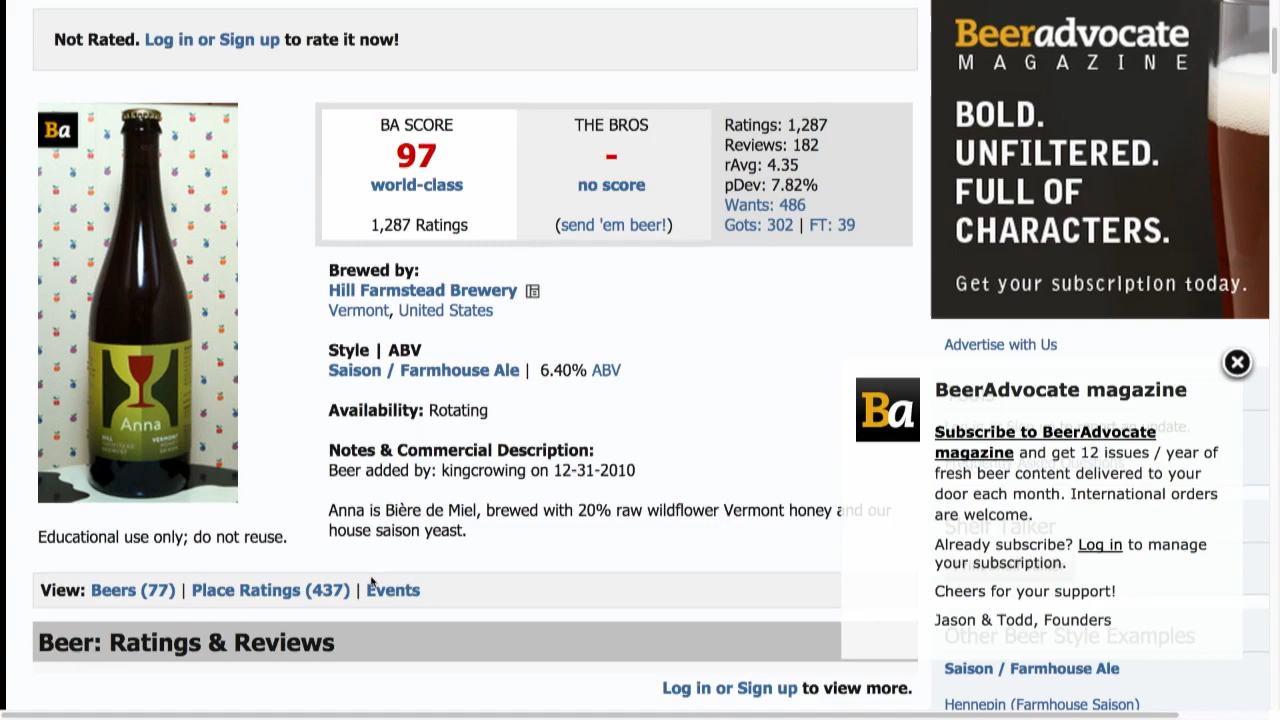 Not Rated. Log in or Sign up to rate it now!
Ba
Anna
VERMONT
BA SCORE
97
world-class
1,287 Ratings
THE BROS
-
no score
(send 'em beer!)
Ratings: 1,287
Reviews: 182
rAvg: 4.35
pDev: 7.82%
Wants: 486
Gots: 302 | FT: 39
Brewed by:
Hill Farmstead Brewery
Vermont, United States
Style | ABV
Saison / Farmhouse Ale | 6.40% ABV
Availability: Rotating
Notes & Commercial Description:
Beer added by: kingcrowing on 12-31-2010
Anna is Bière de Miel, brewed with 20% raw wildflower Vermont honey and our
house saison yeast.
Educational use only; do not reuse.
View: Beers (77) | Place Ratings (437) | Events
Beer: Ratings & Reviews
Log in or Sign up to view more.
Beeradvocate
MAGAZINE
BOLD.
UNFILTERED.
FULL OF
CHARACTERS.
Get your subscription today.
Advertise with Us
Ba
BeerAdvocate magazine
Subscribe to BeerAdvocate
magazine and get 12 issues / year of
fresh beer content delivered to your
door each month. International orders
are welcome.
Already subscribe? Log in to manage
your subscription.
Cheers for your support!
Jason & Todd, Founders
Shelf Talker
Other Beer Style Examples
Saison / Farmhouse Ale
Hennepin (Farmhouse Saison)